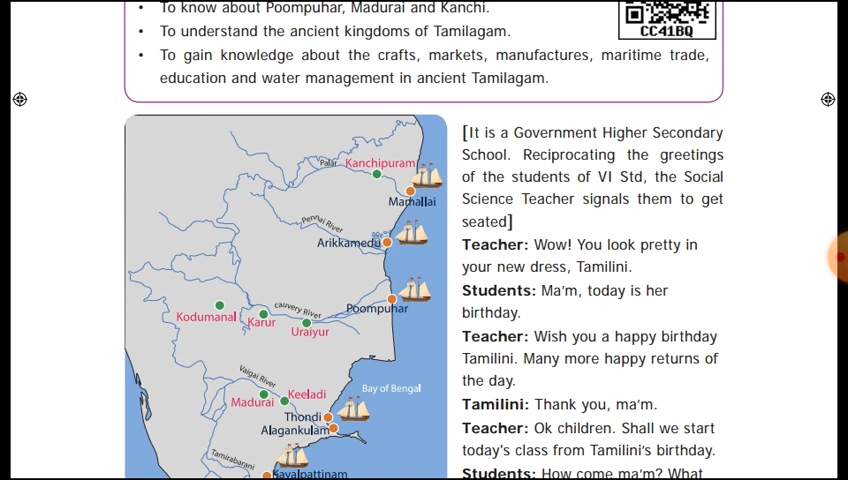 • To know about Poompuhar, Madurai and Kanchi.
• To understand the ancient kingdoms of Tamilagam.
• To gain knowledge about the crafts, markets, manufactures, maritime trade,
education and water management in ancient Tamilagam.
CC41BQ
Palar
Kanchipuram
Mamallai
Pennai River
Arikkamedu
Kodumanal
Karur
cauvery River
Uraiyur
Poompuhar
Vaigai River
Madurai
Keeladi
Bay of Bengal
Thondi
Alagankulam
Tamirabarani
Kayalpattinam
[It is a Government Higher Secondary
School. Reciprocating the greetings
of the students of VI Std, the Social
Science Teacher signals them to get
seated]
Teacher: Wow! You look pretty in
your new dress, Tamilini.
Students: Ma'm, today is her
birthday.
Teacher: Wish you a happy birthday
Tamilini. Many more happy returns of
the day.
Tamilini: Thank you, ma'm.
Teacher: Ok children. Shall we start
today's class from Tamilini's birthday.
Students: How come ma'm? What